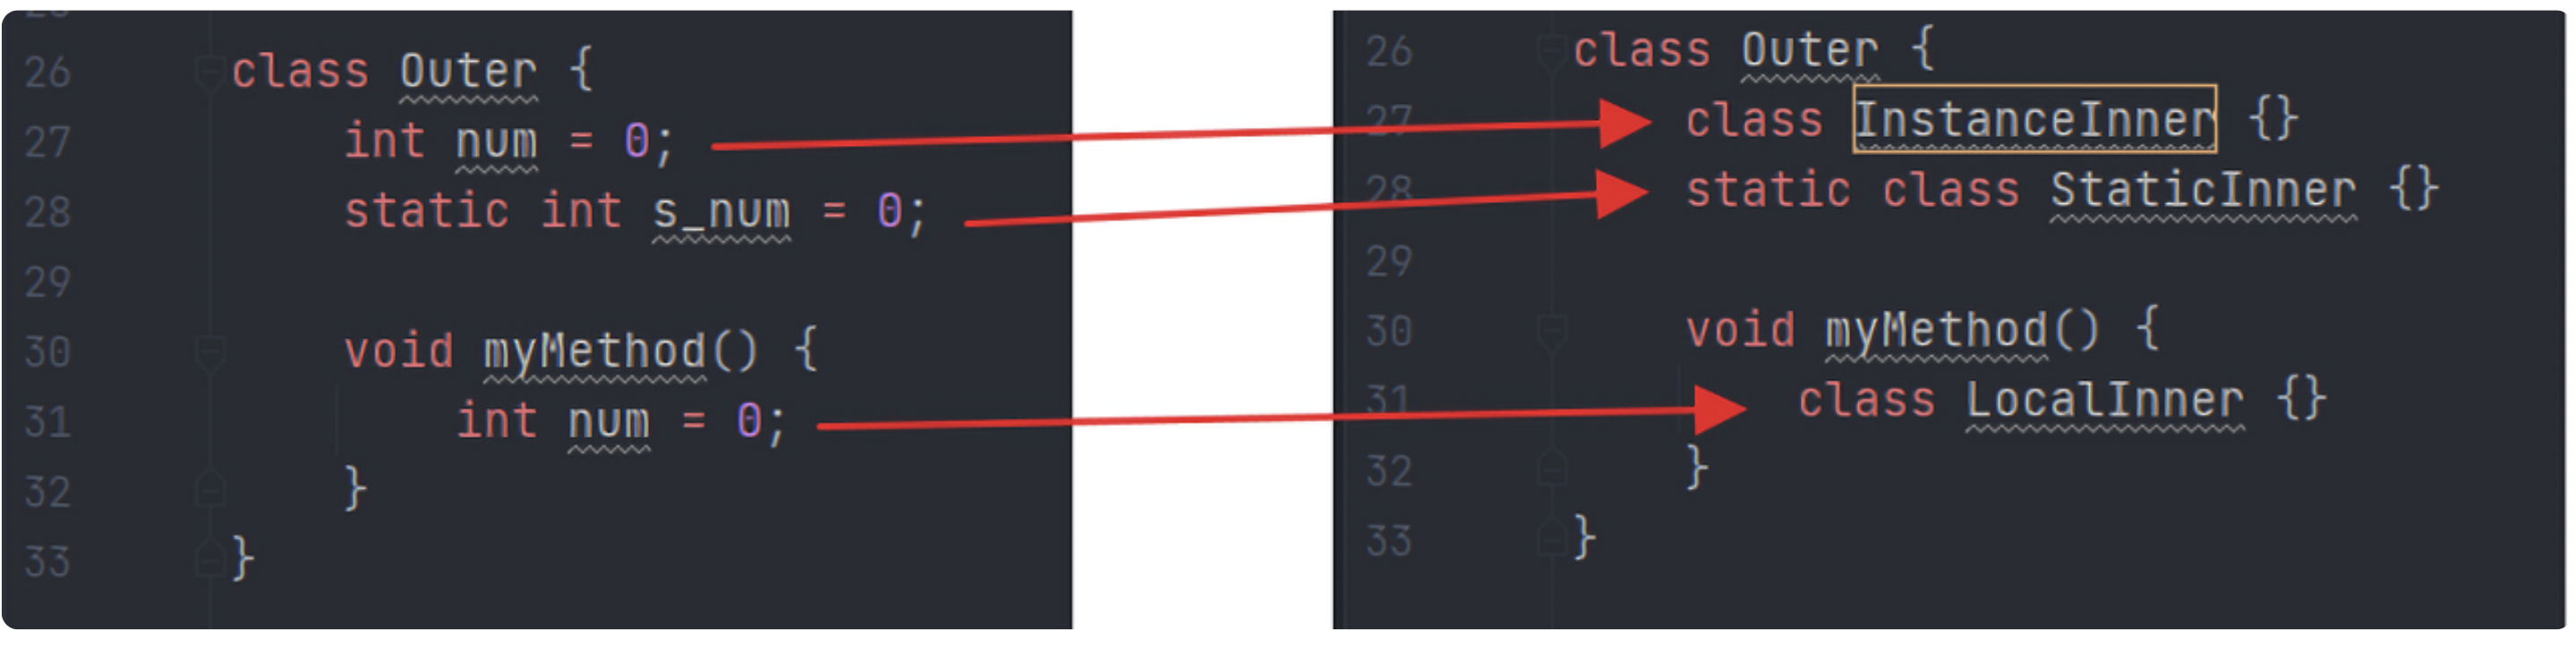 26 class Outer {
27 int num = 0;
28 static int s_num = 0;
29
30 void myMethod() {
31 int num = 0;
32 }
33 }
26 class Outer {
27 class InstanceInner {}
28 static class StaticInner {}
29
30 void myMethod() {
31 class LocalInner {}
32 }
33 }